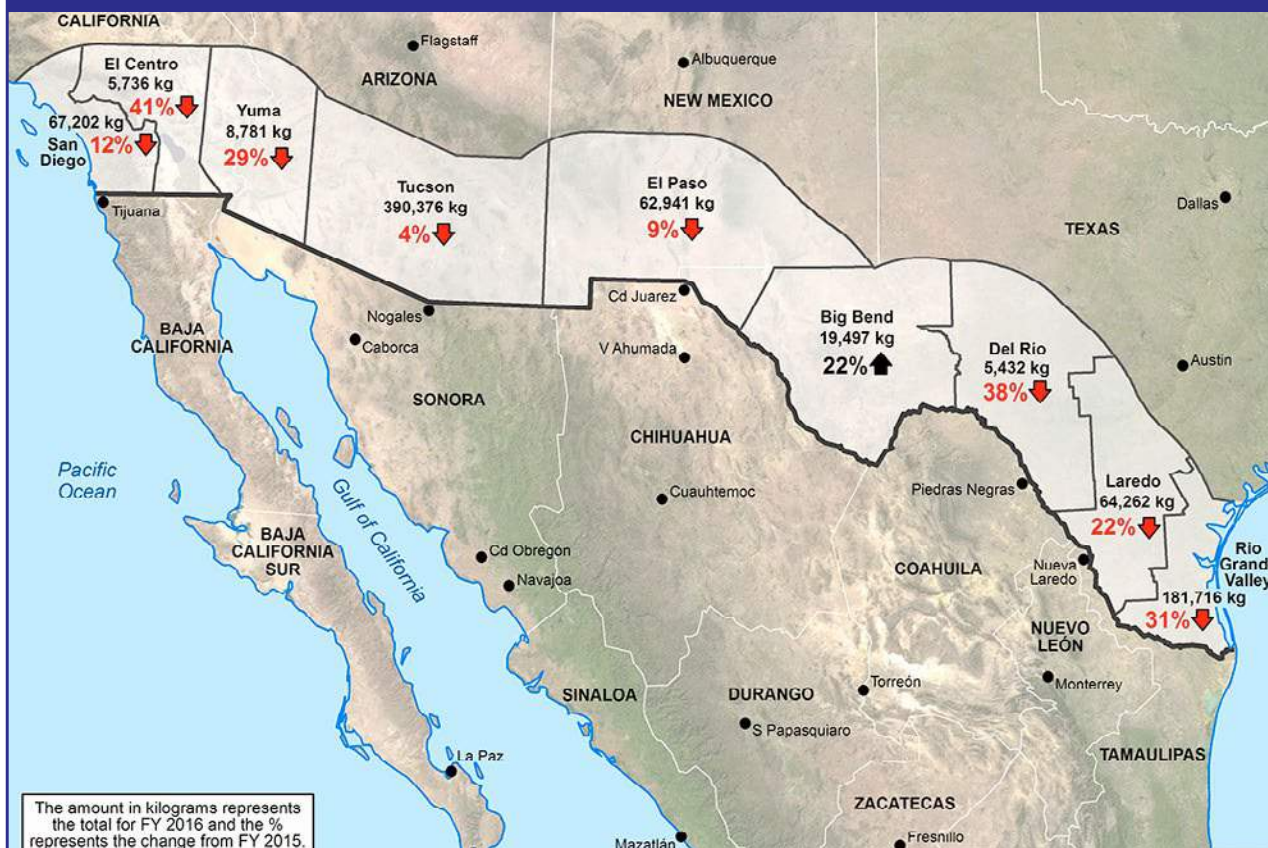 CALIFORNIA
El Centro
5,736 kg
41%
67,202 kg
San
Diego
12%
Yuma
8,781 kg
29%
Flagstaff
ARIZONA
Albuquerque
NEW MEXICO
Tucson
390,376 kg
4%
El Paso
62,941 kg
9%
Dallas
TEXAS
Tijuana
Nogales
Caborca
Cd Juarez
V Ahumada
Big Bend
19,497 kg
22%
Del Rio
5,432 kg
38%
Austin
BAJA
CALIFORNIA
SONORA
CHIHUAHUA
Cuauhtemoc
Piedras Negras
Laredo
64,262 kg
22%
Pacific
Ocean
Gulf of California
BAJA
CALIFORNIA
SUR
Cd Obregon
Navajoa
COAHUILA
Nueva
Laredo
Rio
Grand
Valley
181,716 kg
31%
NUEVO
LEÓN
Monterrey
SINALOA
DURANGO
Torreón
S Papasquiaro
TAMAULIPAS
La Paz
ZACATECAS
Fresnillo
Mazatlán
The amount in kilograms represents
the total for FY 2016 and the %
represents the change from FY 2015.